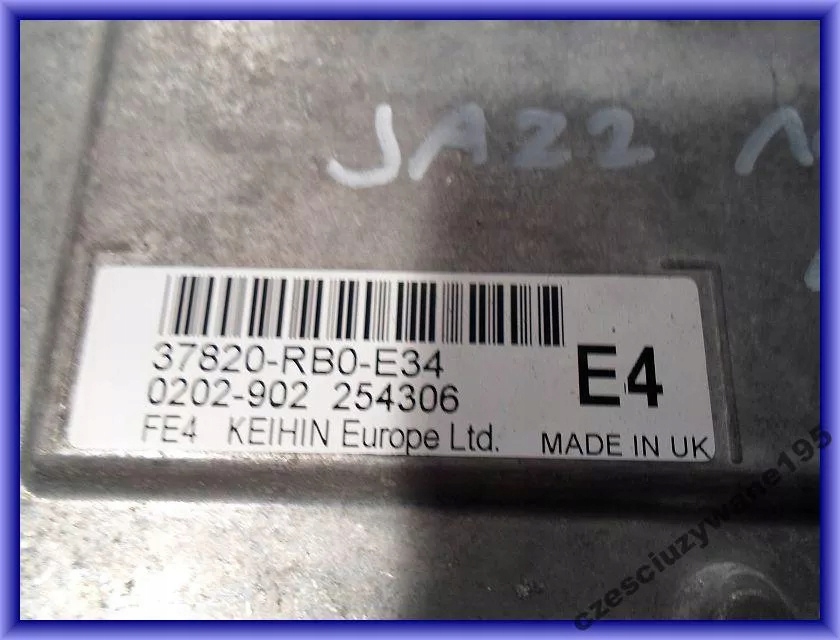 JAZZ
37820-RB0-E34
0202-902 254306
E4
FE4 KEIHIN Europe Ltd. MADE IN UK
czesciuzywane195